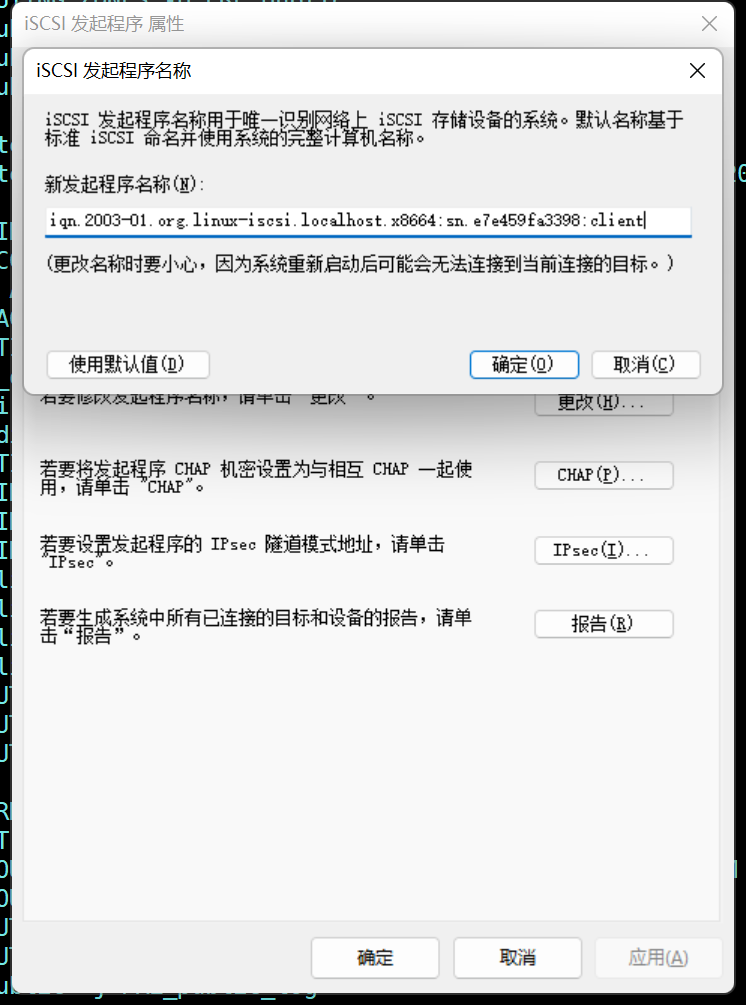 iSCSI 发起程序 属性
iSCSI 发起程序名称
iSCSI 发起程序名称用于唯一识别网络上 iSCSI 存储设备的系统。默认名称基于
标准 iSCSI 命名并使用系统的完整计算机名称。
新发起程序名称(N):
iqn.2003-01.org.linux-iscsi.localhost.x8664:sn.e7e459fa3398:client
(更改名称时要小心，因为系统重新启动后可能会无法连接到当前连接的目标。)
使用默认值(D)
确定(O)
取消(C)
若要修改发起程序名称，请单击 "更改" 。
更改(H)...
若要将发起程序 CHAP 机密设置为与相互 CHAP 一起使
用，请单击 "CHAP"。
CHAP(P)...
若要设置发起程序的 IPsec 隧道模式地址，请单击
"IPsec"。
IPsec(I)...
若要生成系统中所有已连接的目标和设备的报告，请单
击“报告”。
报告(R)
确定
取消
应用(A)